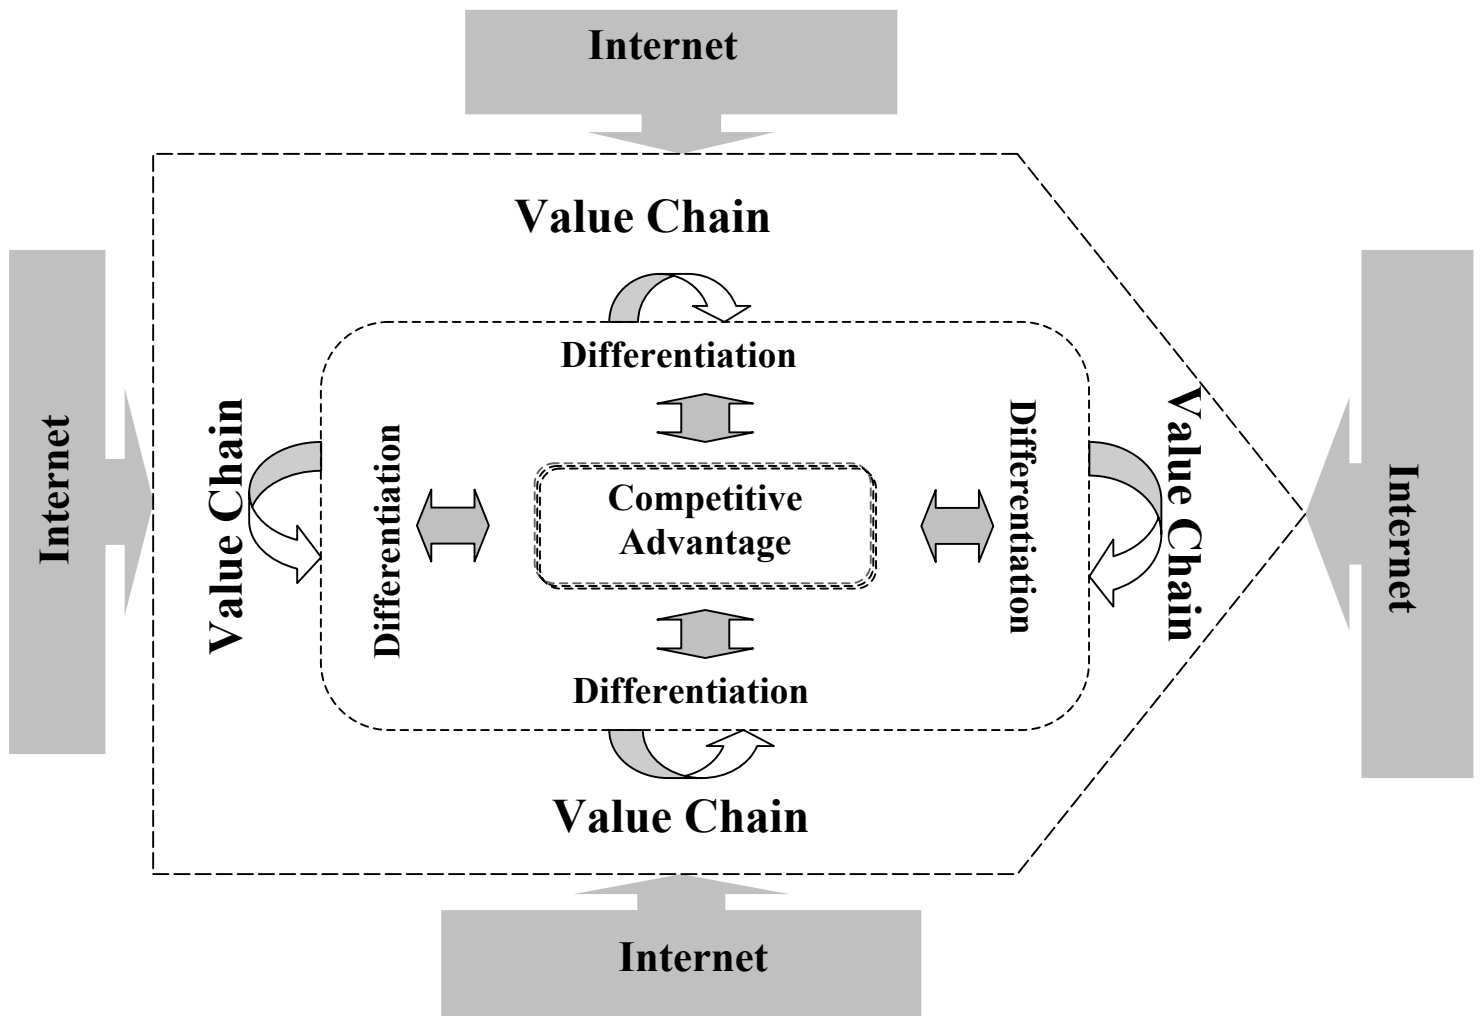 Internet
Value Chain
Differentiation
Internet
Value Chain
Differentiation
Competitive
Advantage
Differentiation
Value Chain
Internet
Differentiation
Value Chain
Internet